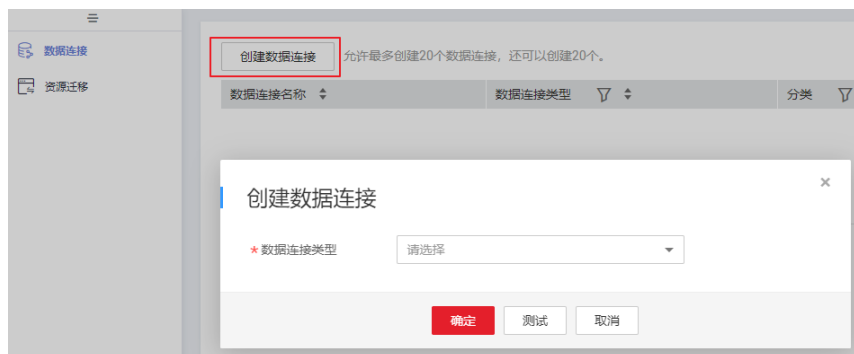 数据连接
资源迁移
创建数据连接 允许最多创建20个数据连接，还可以创建20个。
数据连接名称 数据连接类型 分类
创建数据连接
*数据连接类型 请选择
确定 测试 取消